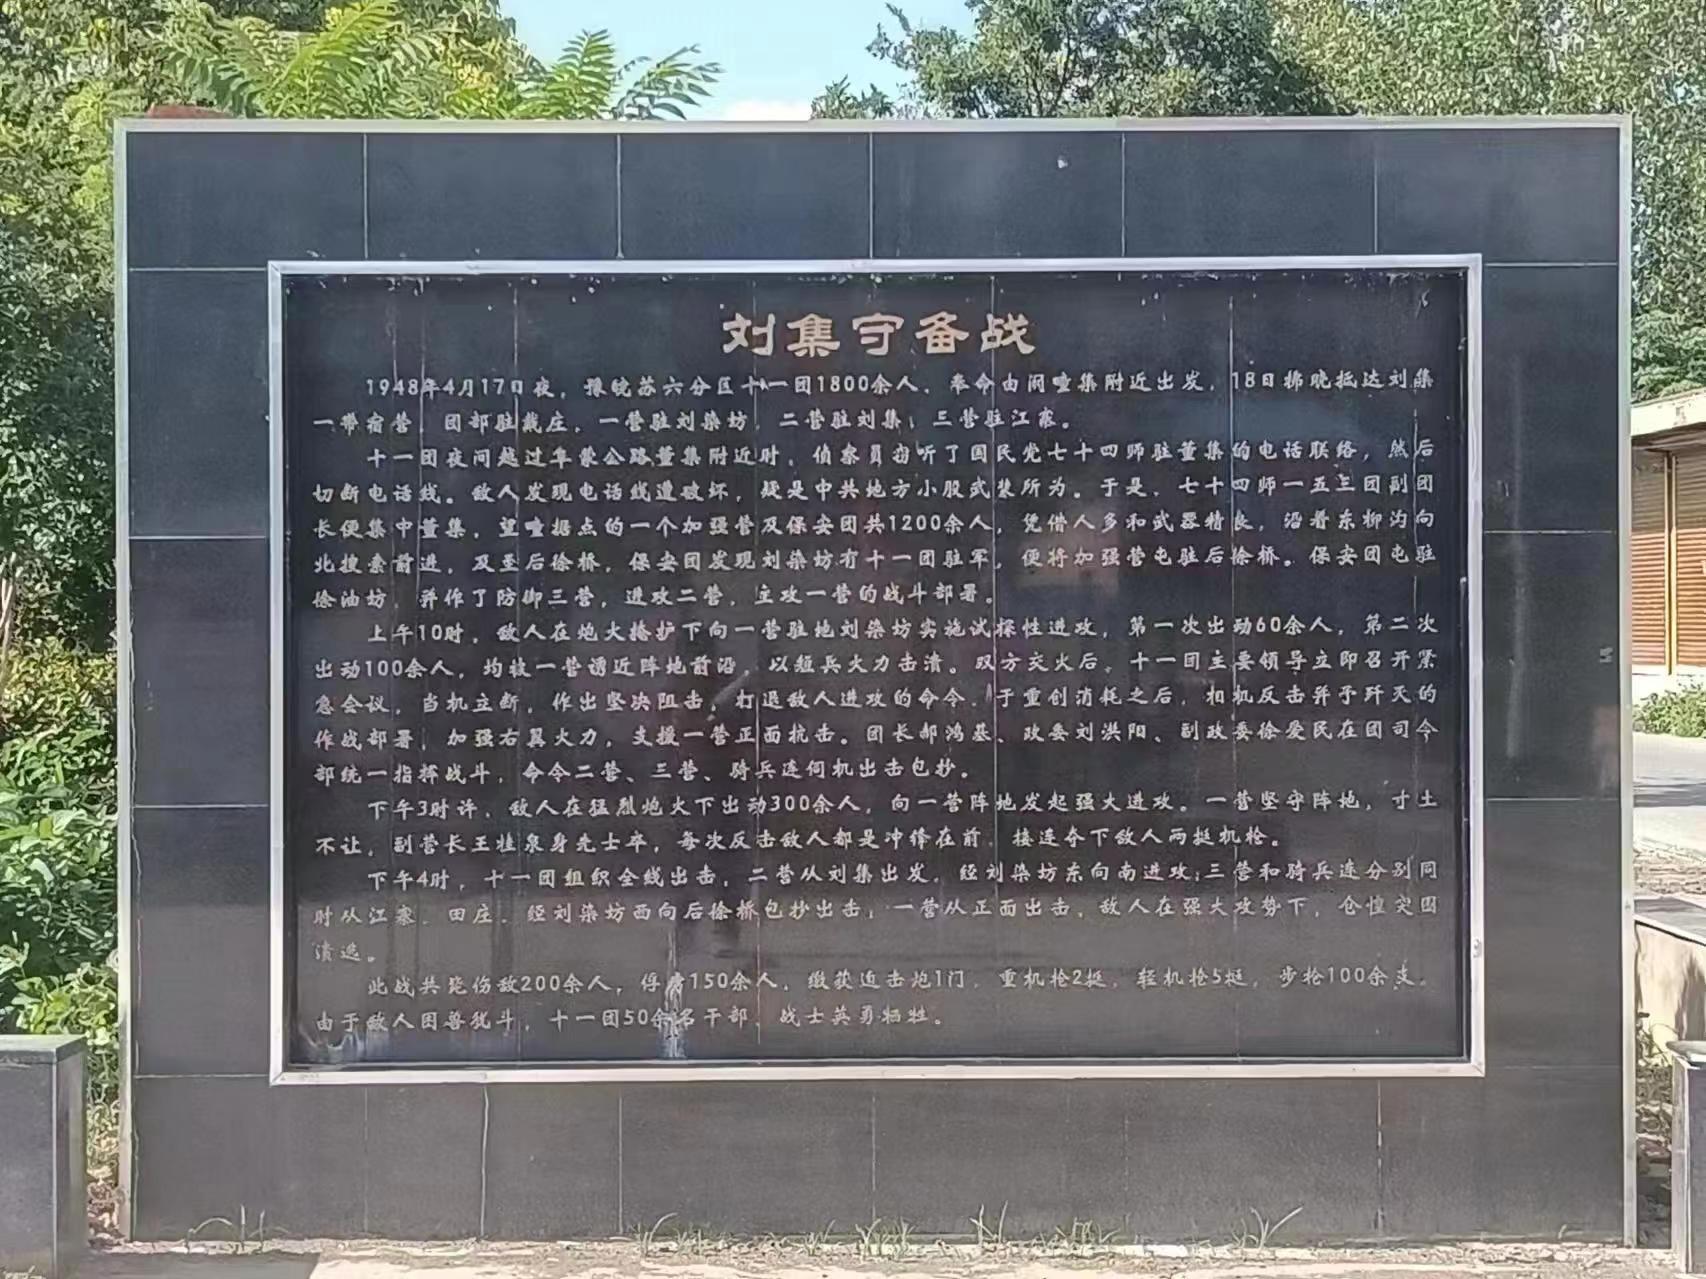 刘集守备战
1948年4月17日夜，豫皖苏六分区十一团1800余人，奉命由阎曈集附近出发，18日拂晓抵达刘集
一带宿营，团部驻戴庄，一营驻刘染坊，二营驻刘集，三营驻江寨。
十一团夜间越过阜蒙公路董集附近时，侦察员窃听了国民党七十四师驻董集的电话联络，然后
切断电话线。敌人发现电话线遭破坏，疑是中共地方小股武装所为。于是，七十四师一五三团副团
长便集中董集，望曈据点的一个加强营及保安团共1200余人，凭借人多和武器精良，沿着东柳沟向
北搜索前进，及至后徐桥，保安团发现刘染坊有十一团驻军，便将加强营屯驻后徐桥。保安团屯驻
徐油坊，并作了防御三营，进攻二营，主攻一营的战斗部署。
上午10时，敌人在炮火掩护下向一营驻地刘染坊实施试探性进攻，第一次出动60余人，第二次
出动100余人，均被一营诱近阵地前沿，以短兵火力击溃。双方交火后，十一团主要领导立即召开紧
急会议，当机立断，作出坚决阻击，打退敌人进攻的命令，于重创消耗之后，相机反击并予歼灭的
作战部署，加强右翼火力，支援一营正面抗击。团长郝鸿基、政委刘洪阳、副政委徐爱民在团司令
部统一指挥战斗，命令二营、三营、骑兵连伺机出击包抄。
下午3时许，敌人在猛烈炮火下出动300余人，向一营阵地发起强大进攻。一营坚守阵地，寸土
不让，副营长王桂泉身先士卒，每次反击敌人都是冲锋在前，接连夺下敌人两挺机枪。
下午4时，十一团组织全线出击，二营从刘集出发，经刘染坊东向南进攻；三营和骑兵连分别同
时从江寨、田庄，经刘染坊西向后徐桥包抄出击，一营从正面出击，敌人在强大攻势下，仓惶突围
溃逃。
此战共毙伤敌200余人，俘虏150余人，缴获迫击炮1门，重机枪2挺，轻机枪5挺，步枪100余支。
由于敌人困兽犹斗，十一团50余名干部、战士英勇牺牲。